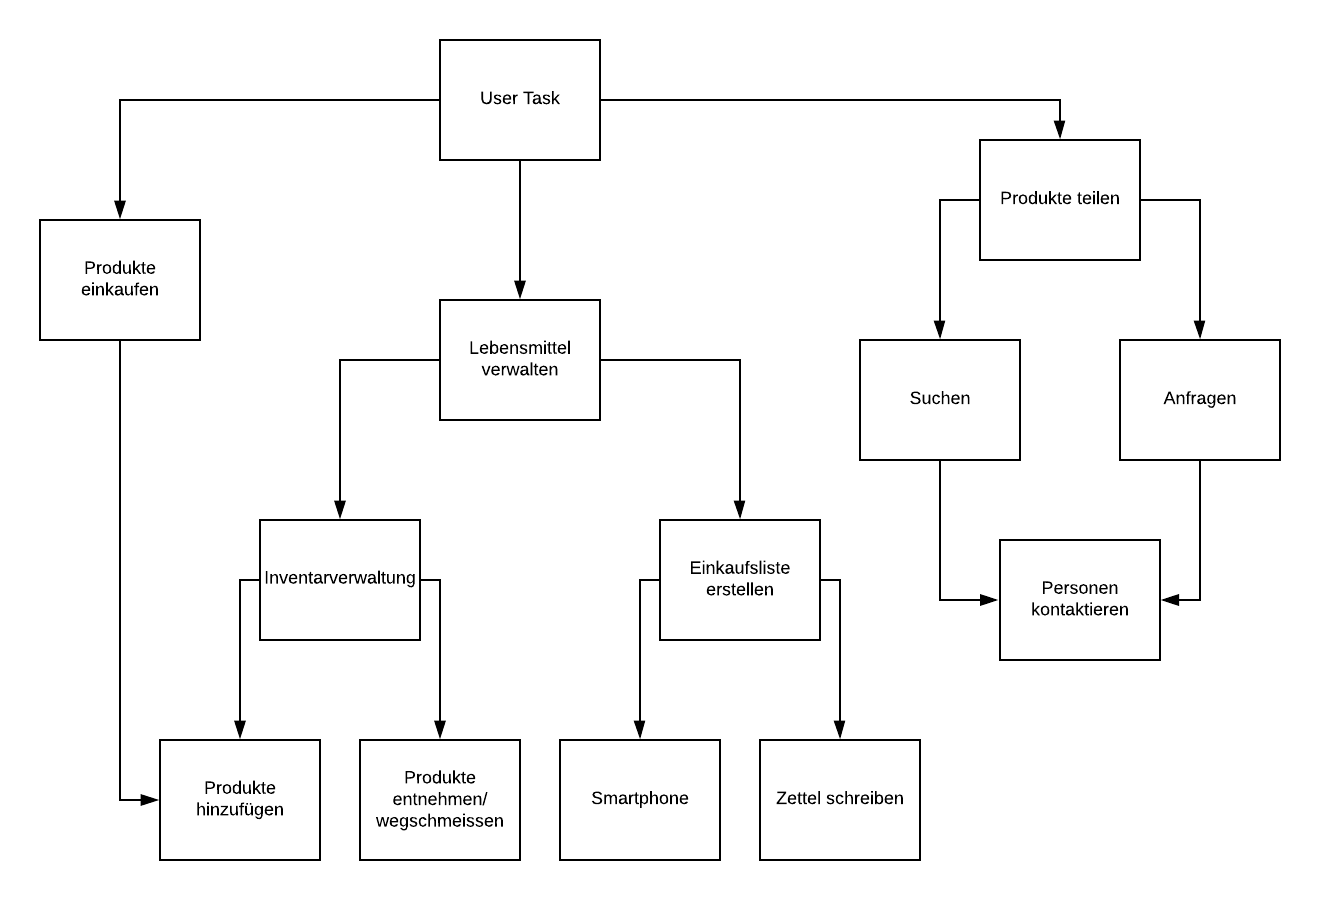 User Task
Produkte teilen
Produkte
einkaufen
Lebensmittel
verwalten
Suchen
Anfragen
Inventarverwaltung
Einkaufsliste
erstellen
Personen
kontaktieren
Produkte
hinzufügen
Produkte
entnehmen/
wegschmeissen
Smartphone
Zettel schreiben